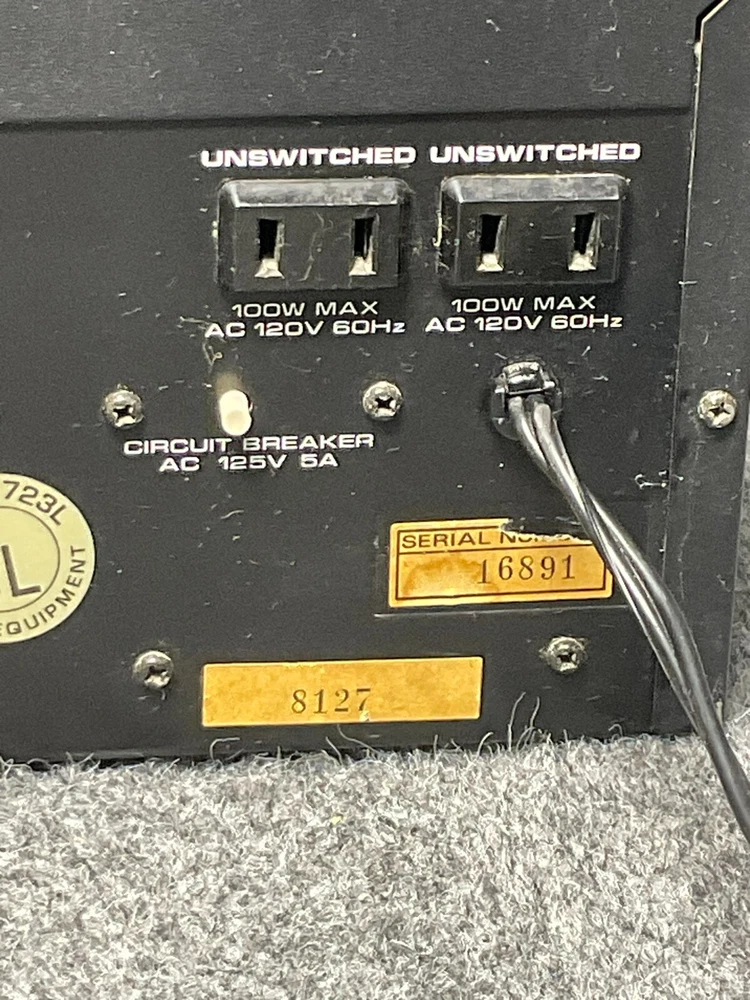 UNSWITCHED UNSWITCHED
100W MAX
AC 120V 60Hz
100W MAX
AC 120V 60Hz
CIRCUIT BREAKER
AC 125V 5A
723L
L
EQUIPMENT
SERIAL
16891
8127